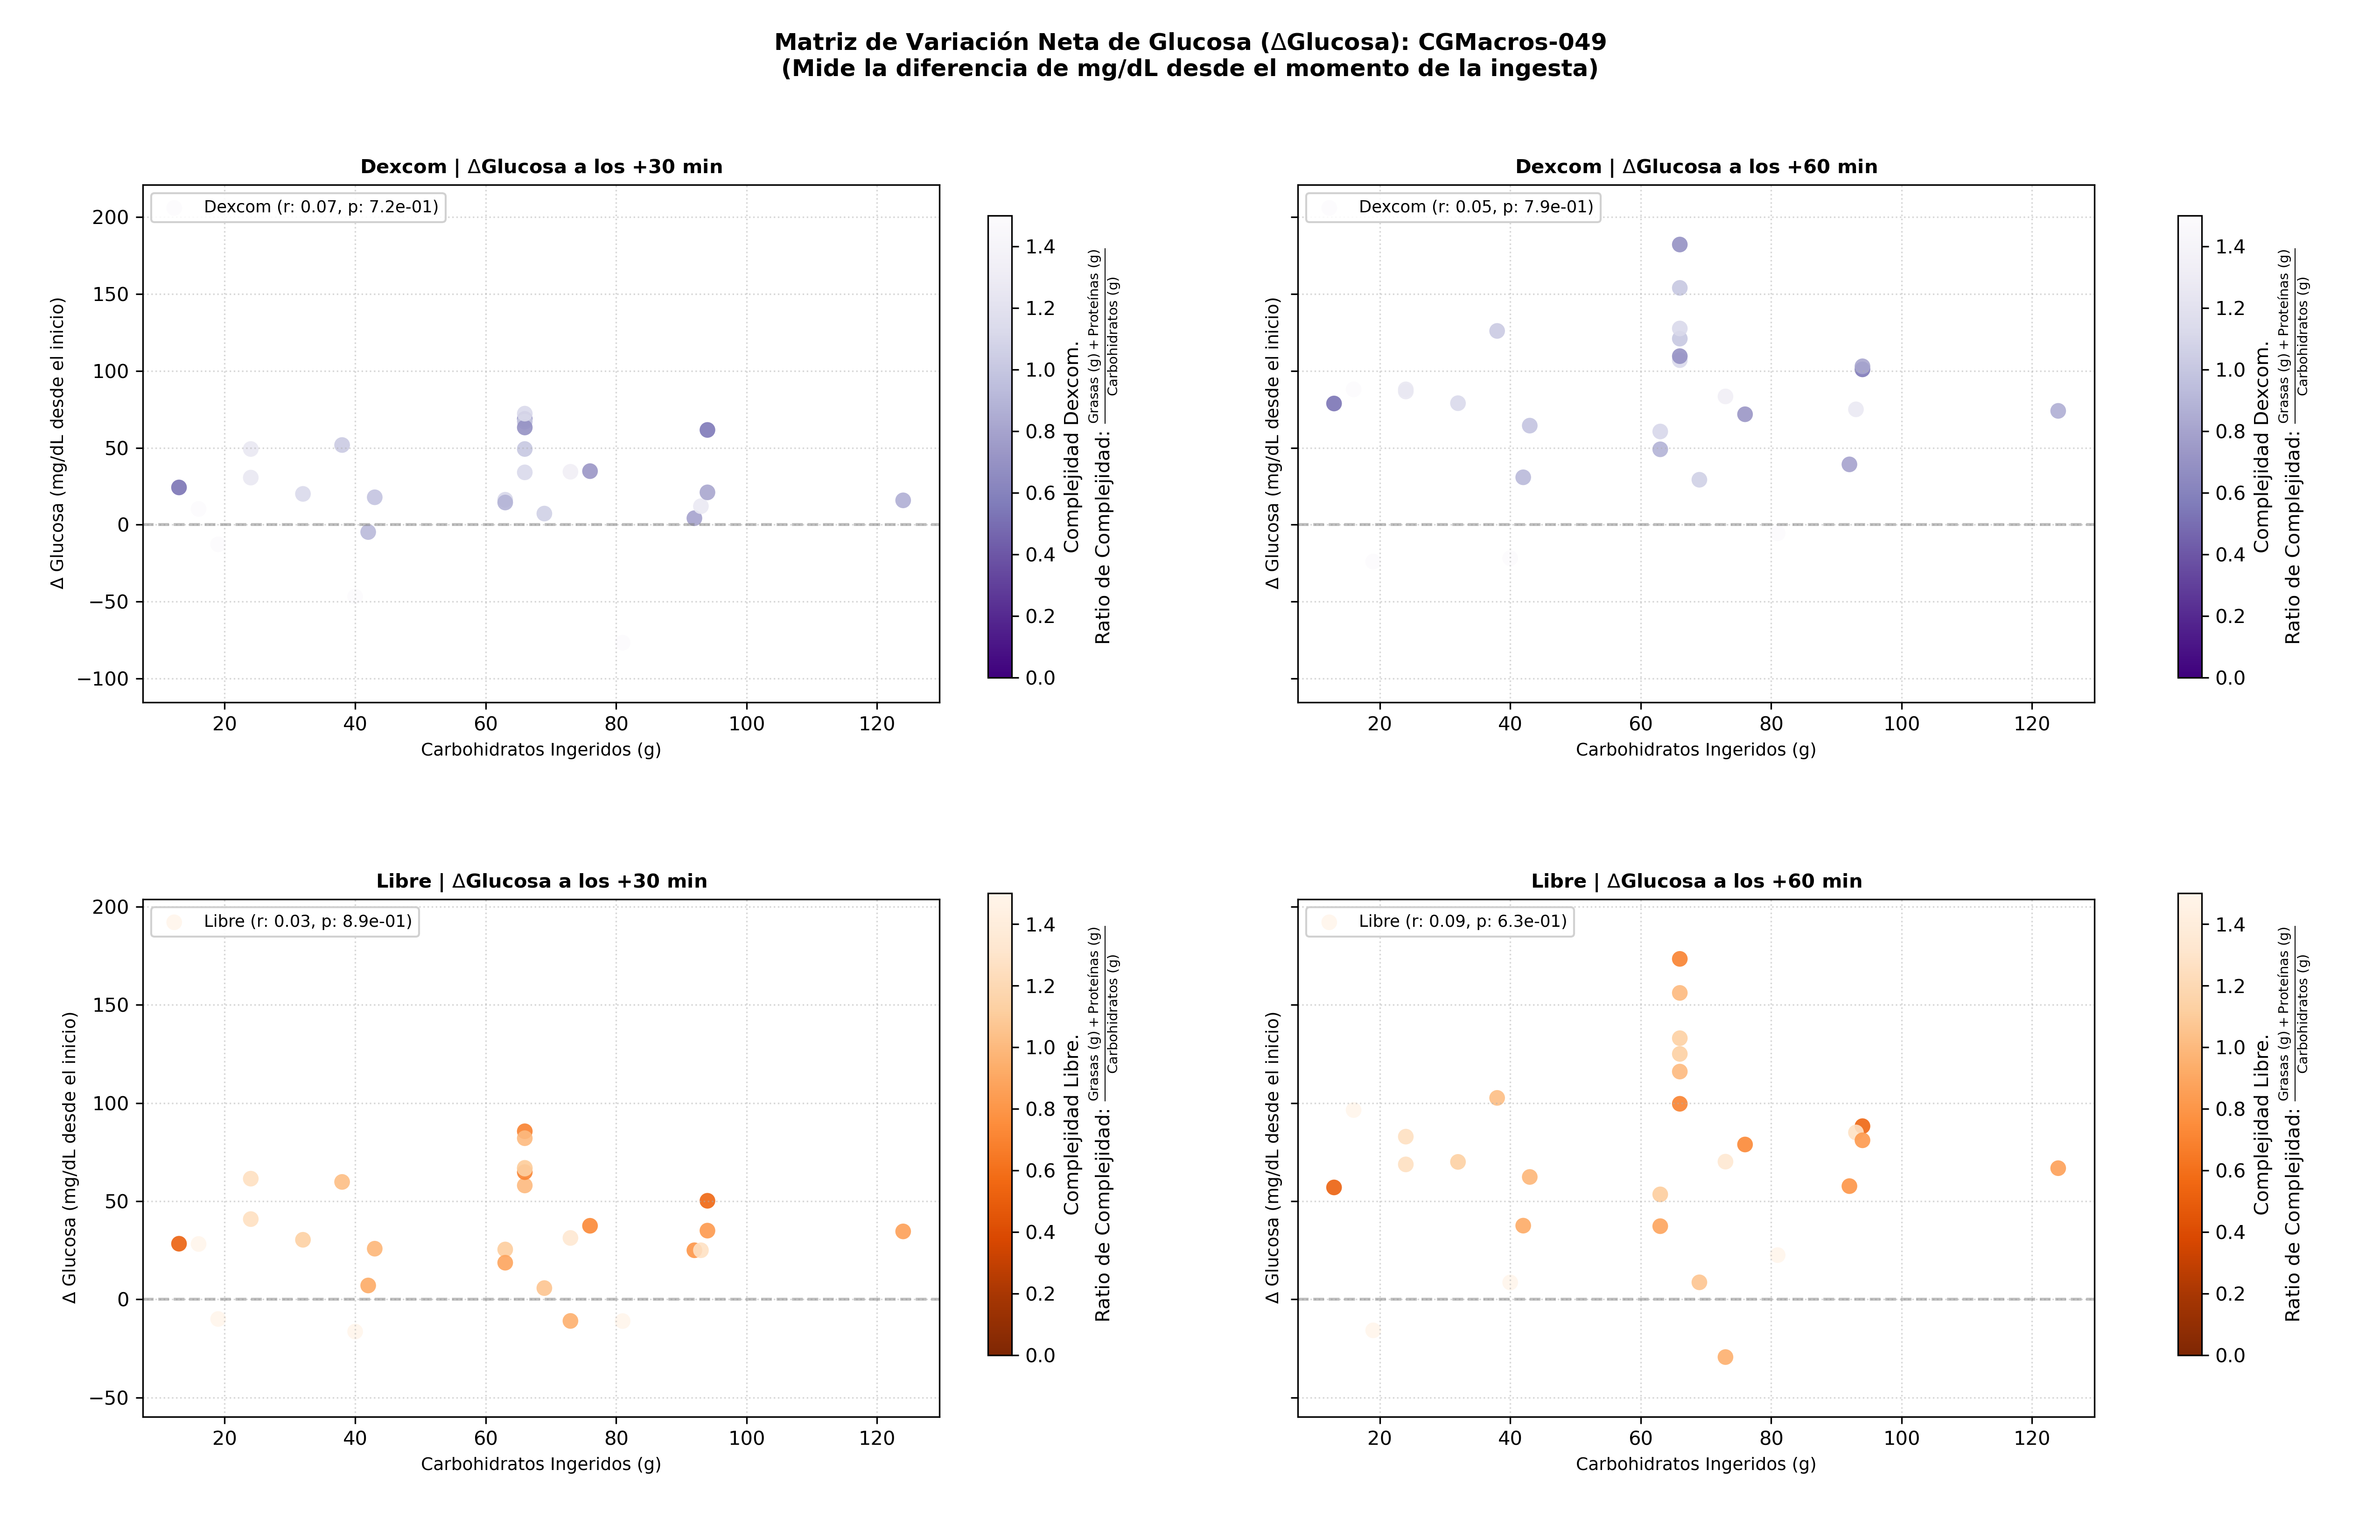 Matriz de Variación Neta de Glucosa (ΔGlucosa): CGMacros-049
(Mide la diferencia de mg/dL desde el momento de la ingesta)
Dexcom | ΔGlucosa a los +30 min
Dexcom (r: 0.07, p: 7.2e-01)
Δ Glucosa (mg/dL desde el inicio)
200
150
100
50
0
−50
−100
20 40 60 80 100 120
Carbohidratos Ingeridos (g)
1.4
1.2
1.0
0.8
0.6
0.4
0.2
0.0
Complejidad Dexcom.
Ratio de Complejidad: Grasas (g) + Proteínas (g)
Carbohidratos (g)
Dexcom | ΔGlucosa a los +60 min
Dexcom (r: 0.05, p: 7.9e-01)
Δ Glucosa (mg/dL desde el inicio)
20 40 60 80 100 120
Carbohidratos Ingeridos (g)
1.4
1.2
1.0
0.8
0.6
0.4
0.2
0.0
Complejidad Dexcom.
Ratio de Complejidad: Grasas (g) + Proteínas (g)
Carbohidratos (g)
Libre | ΔGlucosa a los +30 min
Libre (r: 0.03, p: 8.9e-01)
Δ Glucosa (mg/dL desde el inicio)
200
150
100
50
0
−50
20 40 60 80 100 120
Carbohidratos Ingeridos (g)
1.4
1.2
1.0
0.8
0.6
0.4
0.2
0.0
Complejidad Libre.
Ratio de Complejidad: Grasas (g) + Proteínas (g)
Carbohidratos (g)
Libre | ΔGlucosa a los +60 min
Libre (r: 0.09, p: 6.3e-01)
Δ Glucosa (mg/dL desde el inicio)
20 40 60 80 100 120
Carbohidratos Ingeridos (g)
1.4
1.2
1.0
0.8
0.6
0.4
0.2
0.0
Complejidad Libre.
Ratio de Complejidad: Grasas (g) + Proteínas (g)
Carbohidratos (g)